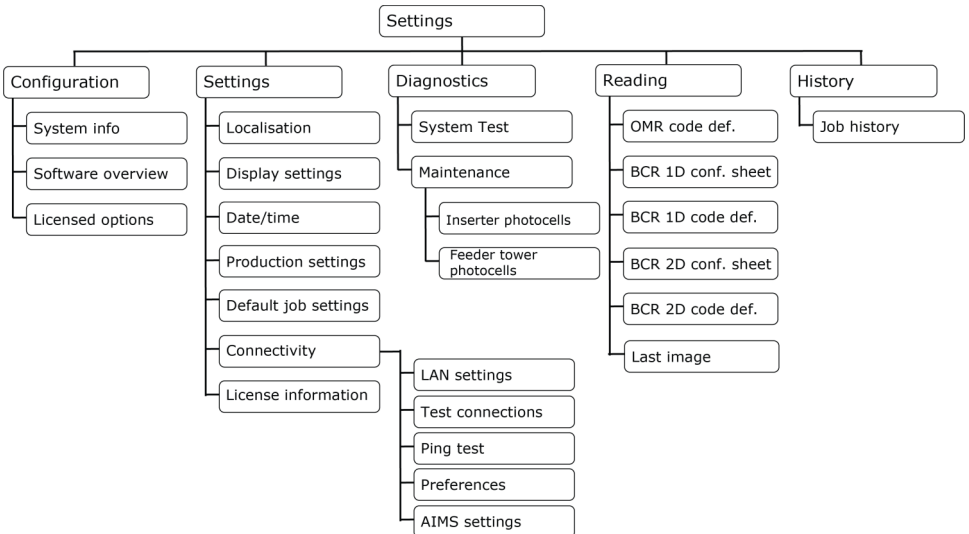 Settings
Configuration
System info
Software overview
Licensed options
Settings
Localisation
Display settings
Date/time
Production settings
Default job settings
Connectivity
LAN settings
Test connections
Ping test
Preferences
AIMS settings
License information
Diagnostics
System Test
Maintenance
Inserter photocells
Feeder tower
photocells
Reading
OMR code def.
BCR 1D conf. sheet
BCR 1D code def.
BCR 2D conf. sheet
BCR 2D code def.
Last image
History
Job history